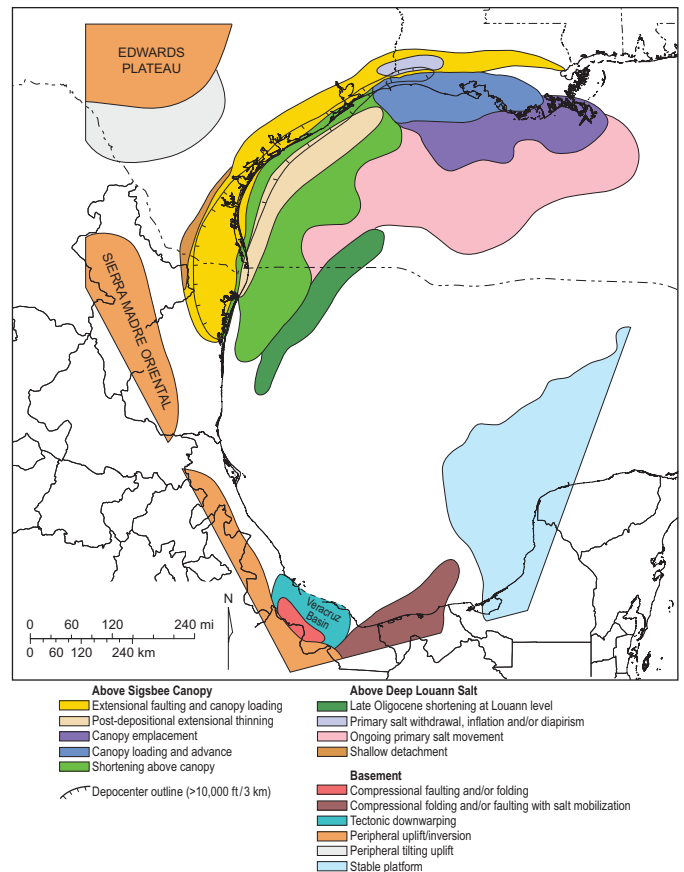 EDWARDS
PLATEAU
SIERRA MADRE ORIENTAL
Veracruz
Basin
N
0 60 120 240 mi
0 60 120 240 km
Above Sigsbee Canopy
Extensional faulting and canopy loading
Post-depositional extensional thinning
Canopy emplacement
Canopy loading and advance
Shortening above canopy
Depocenter outline (>10,000 ft/3 km)
Above Deep Louann Salt
Late Oligocene shortening at Louann level
Primary salt withdrawal, inflation and/or diapirism
Ongoing primary salt movement
Shallow detachment
Basement
Compressional faulting and/or folding
Compressional folding and/or faulting with salt mobilization
Tectonic downwarping
Peripheral uplift/inversion
Peripheral tilting uplift
Stable platform